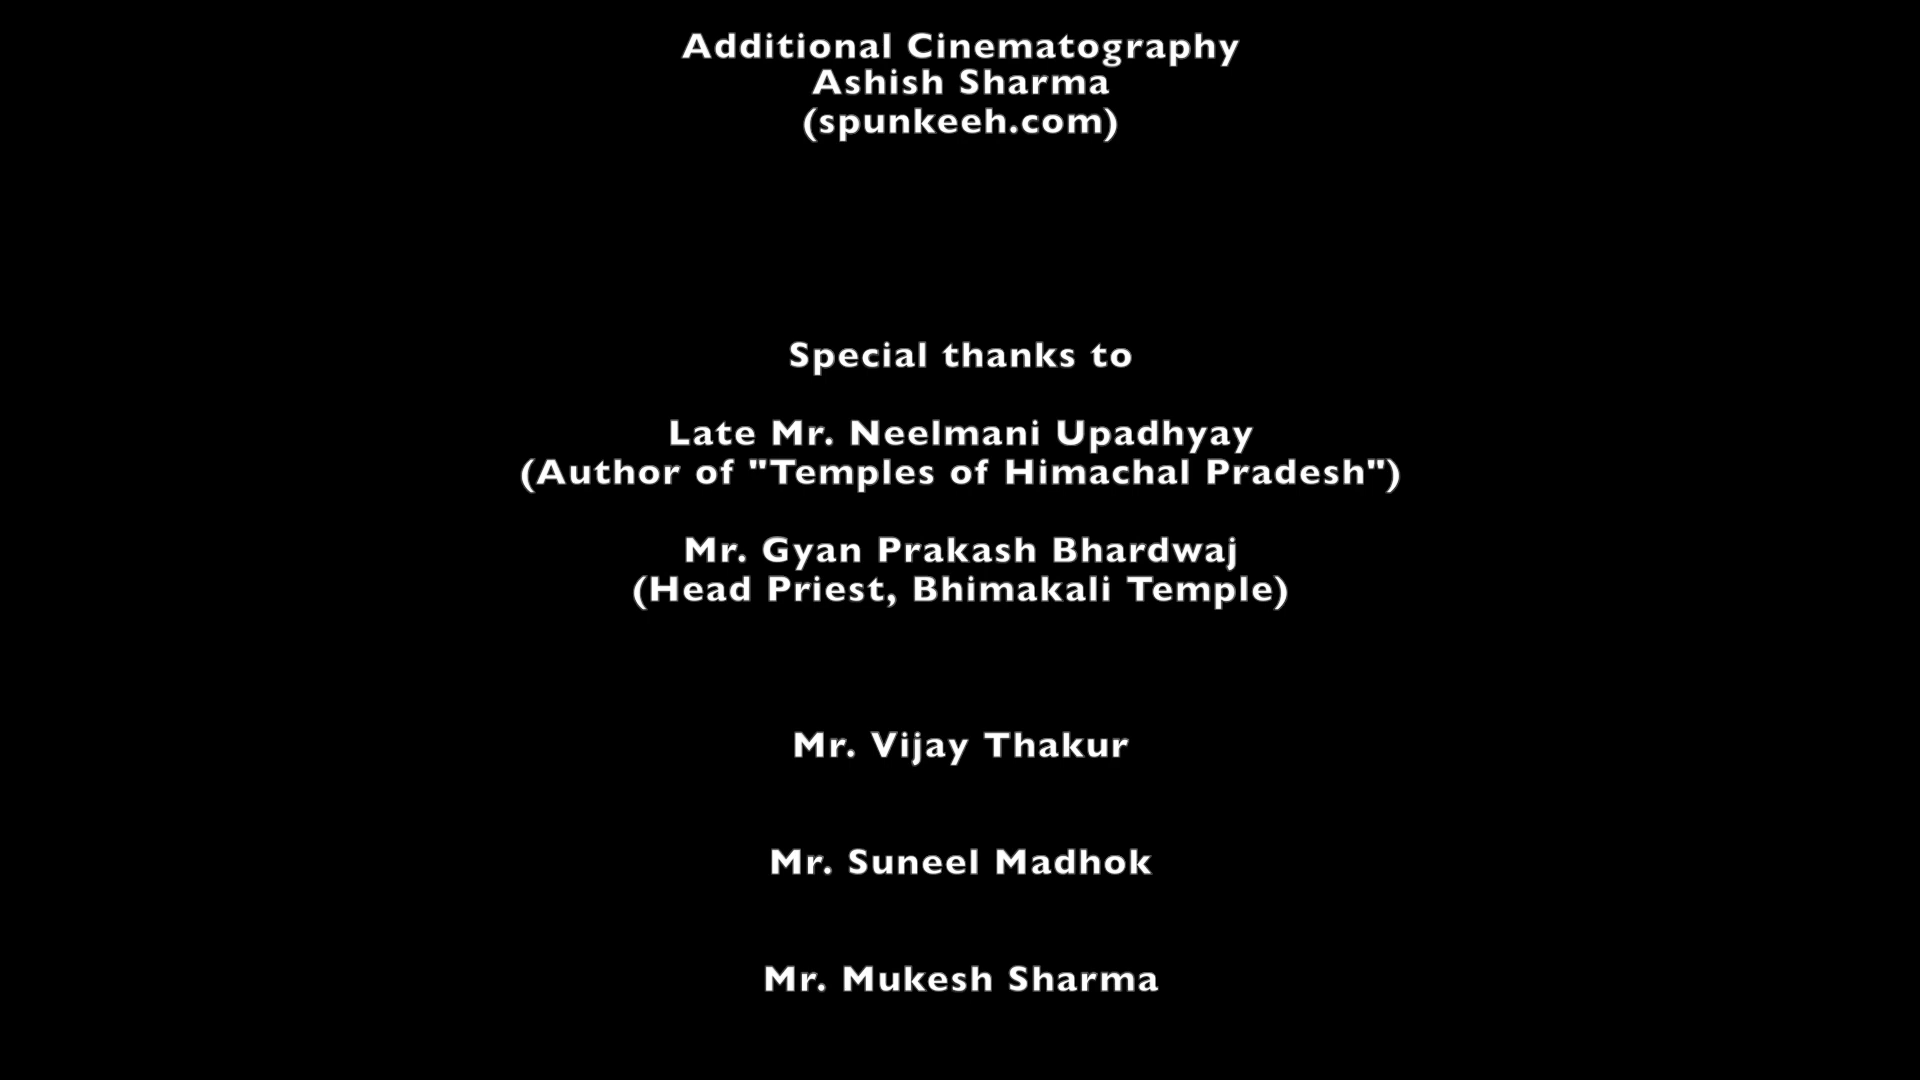 Additional Cinematography
Ashish Sharma
(spunkeeh.com)
Special thanks to
Late Mr. Neelmani Upadhyay
(Author of "Temples of Himachal Pradesh")
Mr. Gyan Prakash Bhardwaj
(Head Priest, Bhimakali Temple)
Mr. Vijay Thakur
Mr. Suneel Madhok
Mr. Mukesh Sharma